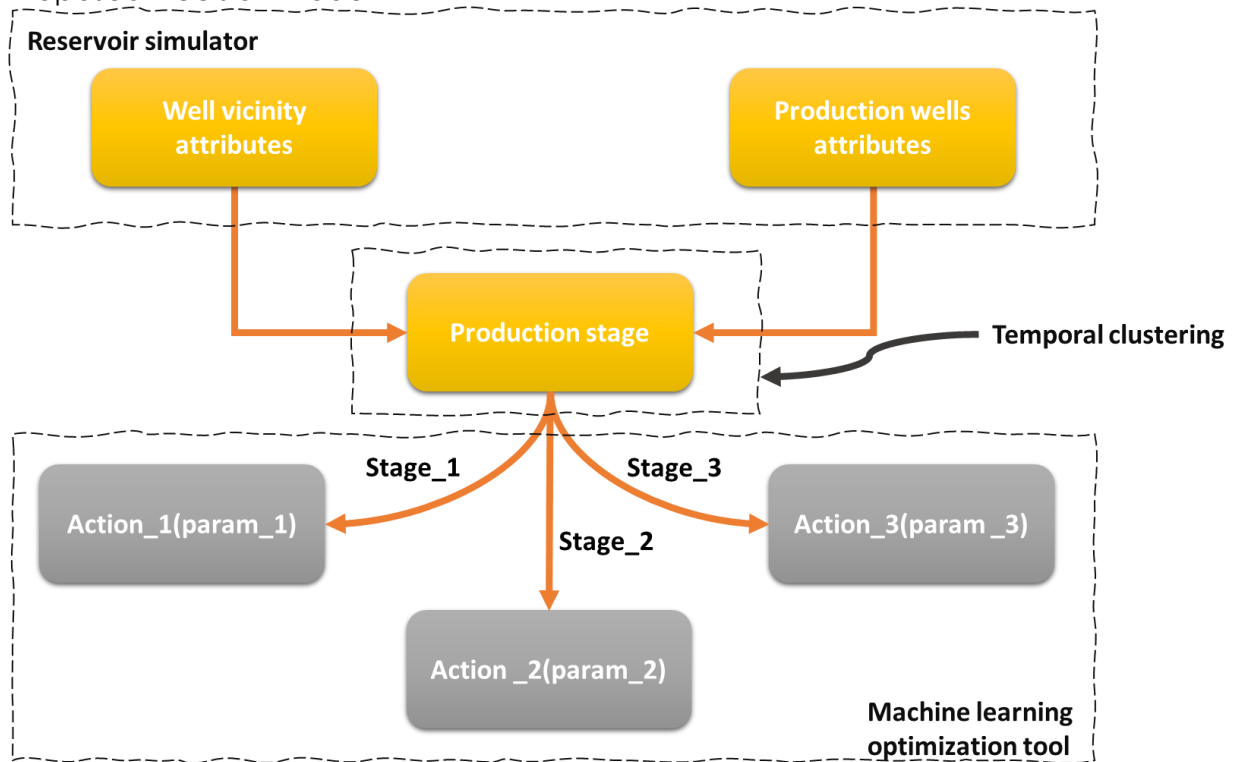 Reservoir simulator
Well vicinity
attributes
Production wells
attributes
Production stage
Temporal clustering
Stage_1
Stage_3
Action_1(param_1)
Action_3(param _3)
Stage_2
Action _2(param_2)
Machine learning
optimization tool